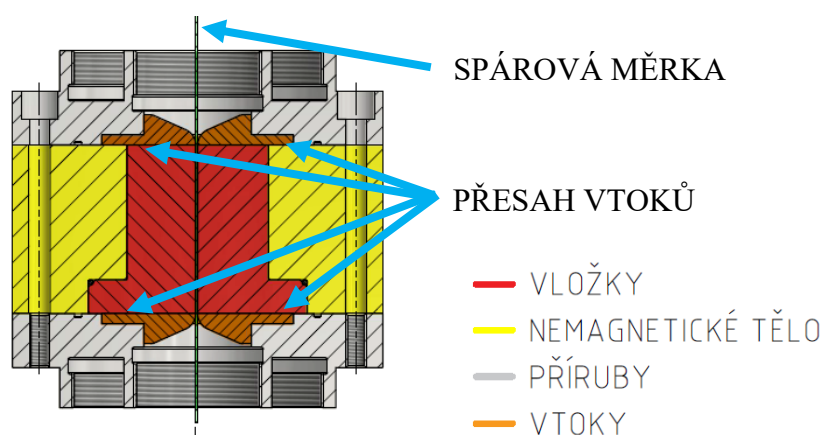 SPÁROVÁ MĚRKA
PŘESAH VTOKŮ
VLOŽKY
NEMAGNETICKÉ TĚLO
PŘÍRUBY
VTOKY